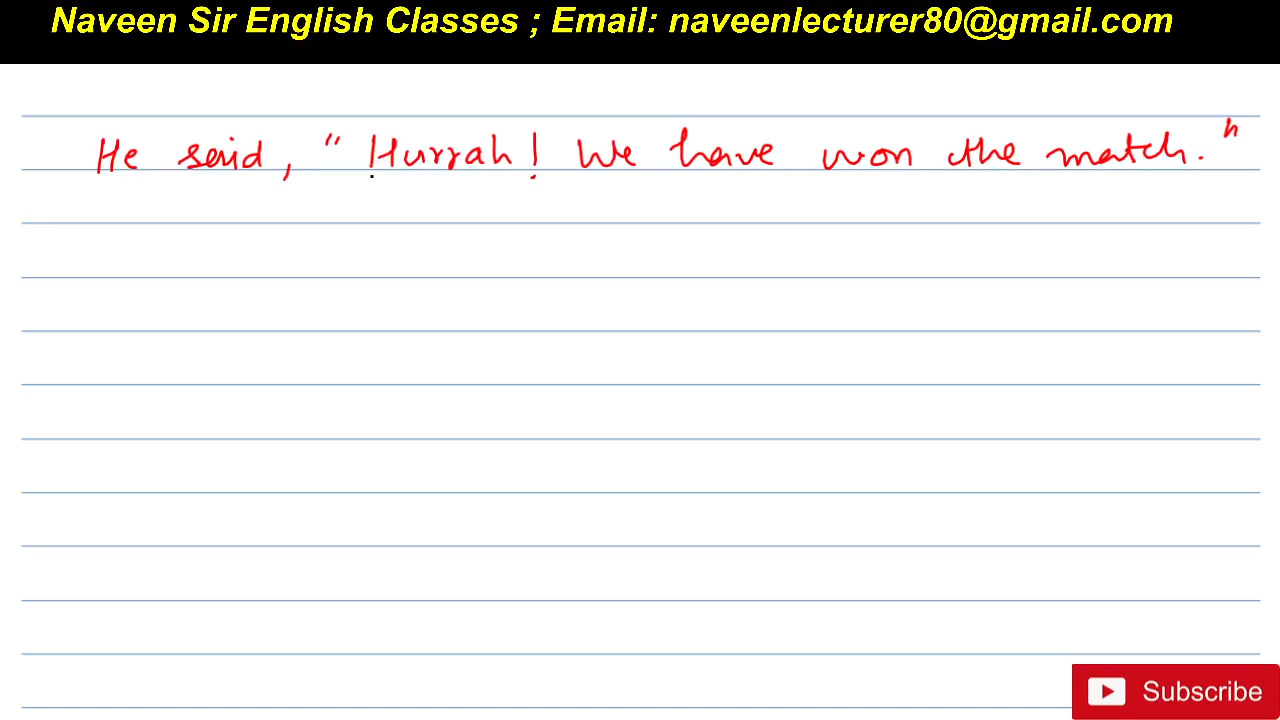 Naveen Sir English Classes ; Email: naveenlecturer80@gmail.com
He said, " Hurrah! We have won the match."
Subscribe